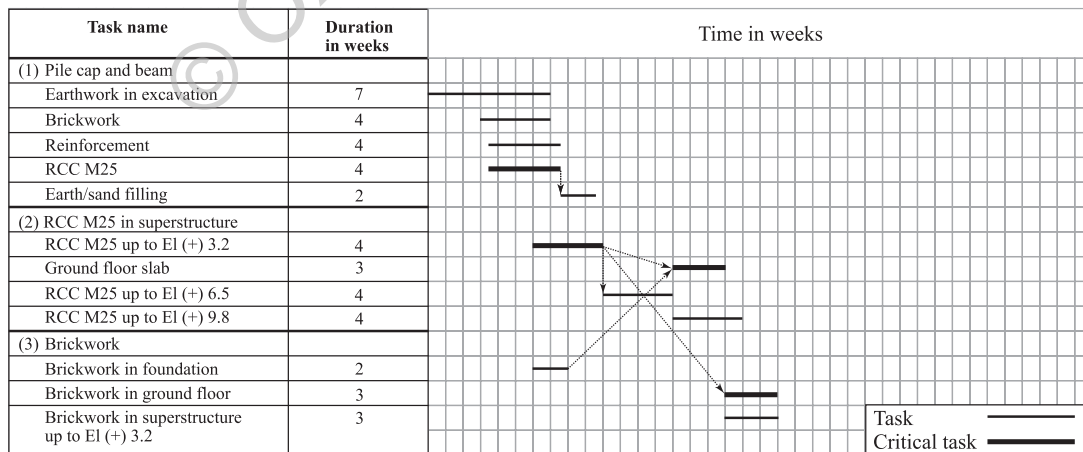 Task name Duration in weeks Time in weeks
(1) Pile cap and beam
Earthwork in excavation 7
Brickwork 4
Reinforcement 4
RCC M25 4
Earth/sand filling 2
(2) RCC M25 in superstructure
RCC M25 up to El (+) 3.2 4
Ground floor slab 3
RCC M25 up to El (+) 6.5 4
RCC M25 up to El (+) 9.8 4
(3) Brickwork
Brickwork in foundation 2
Brickwork in ground floor 3
Brickwork in superstructure 3
up to El (+) 3.2
Task
Critical task
©